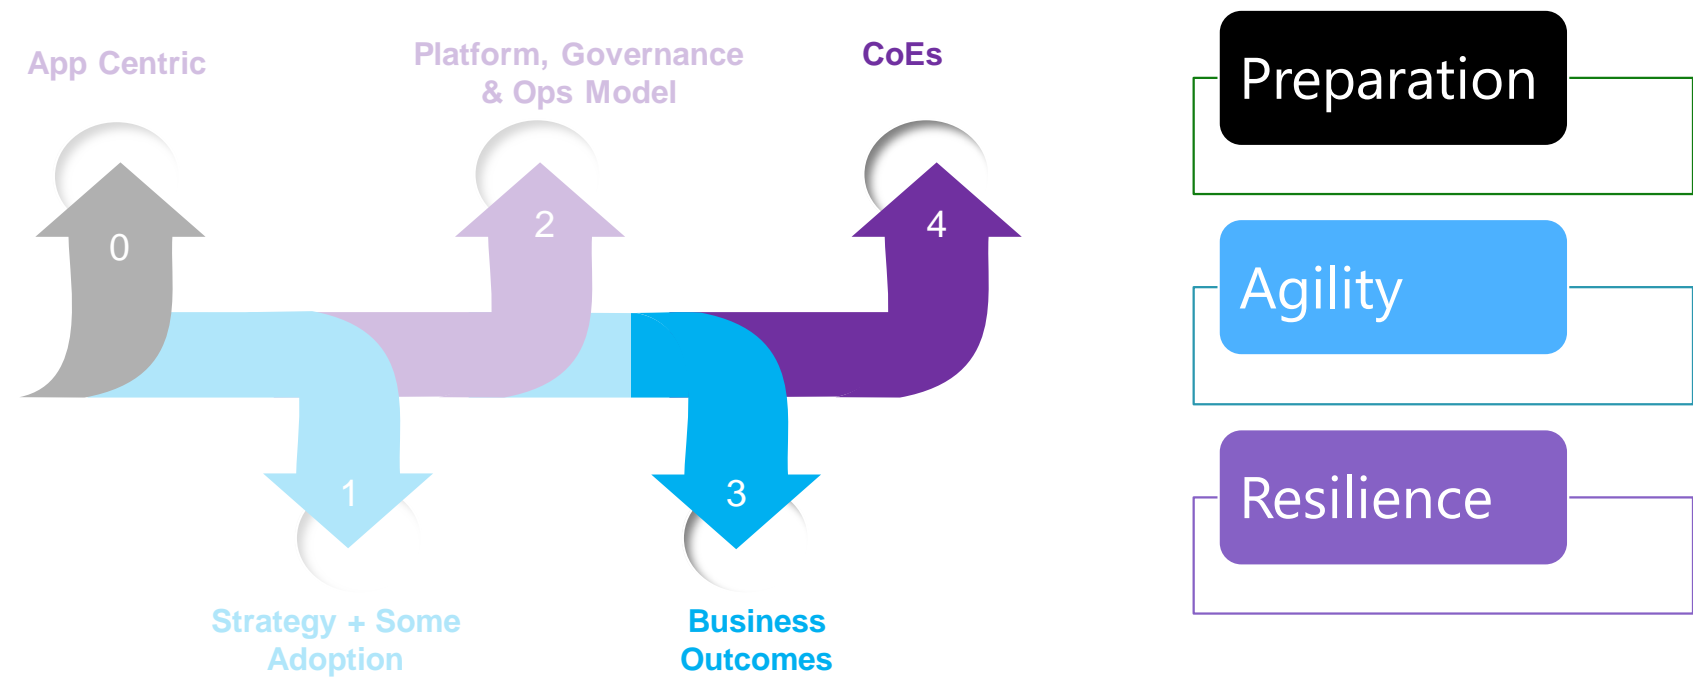 App Centric
Platform, Governance
& Ops Model
CoEs
0
2
4
1
3
Strategy + Some
Adoption
Business
Outcomes
Preparation
Agility
Resilience